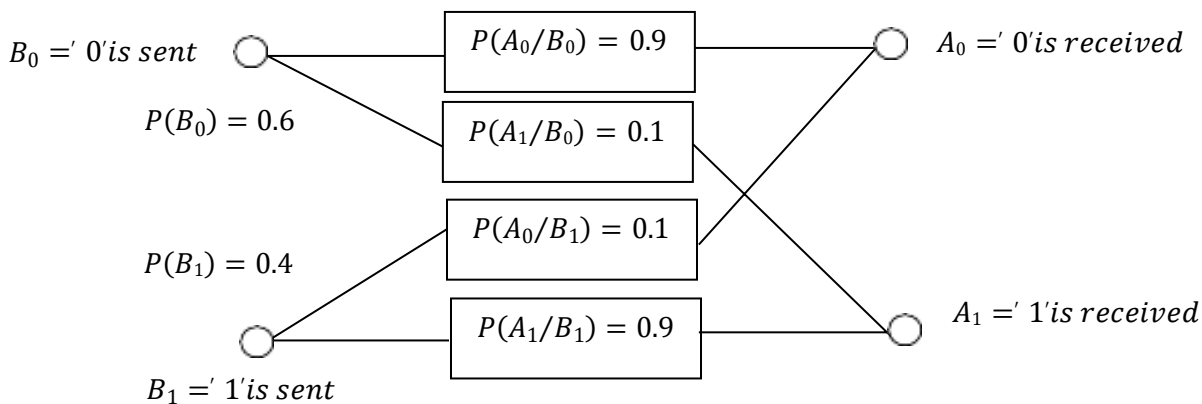 B₀ =′ 0′is sent
P(A₀/B₀) = 0.9
A₀ =′ 0′is received
P(B₀) = 0.6
P(A₁/B₀) = 0.1
P(A₀/B₁) = 0.1
P(B₁) = 0.4
P(A₁/B₁) = 0.9
A₁ =′ 1′is received
B₁ =′ 1′is sent